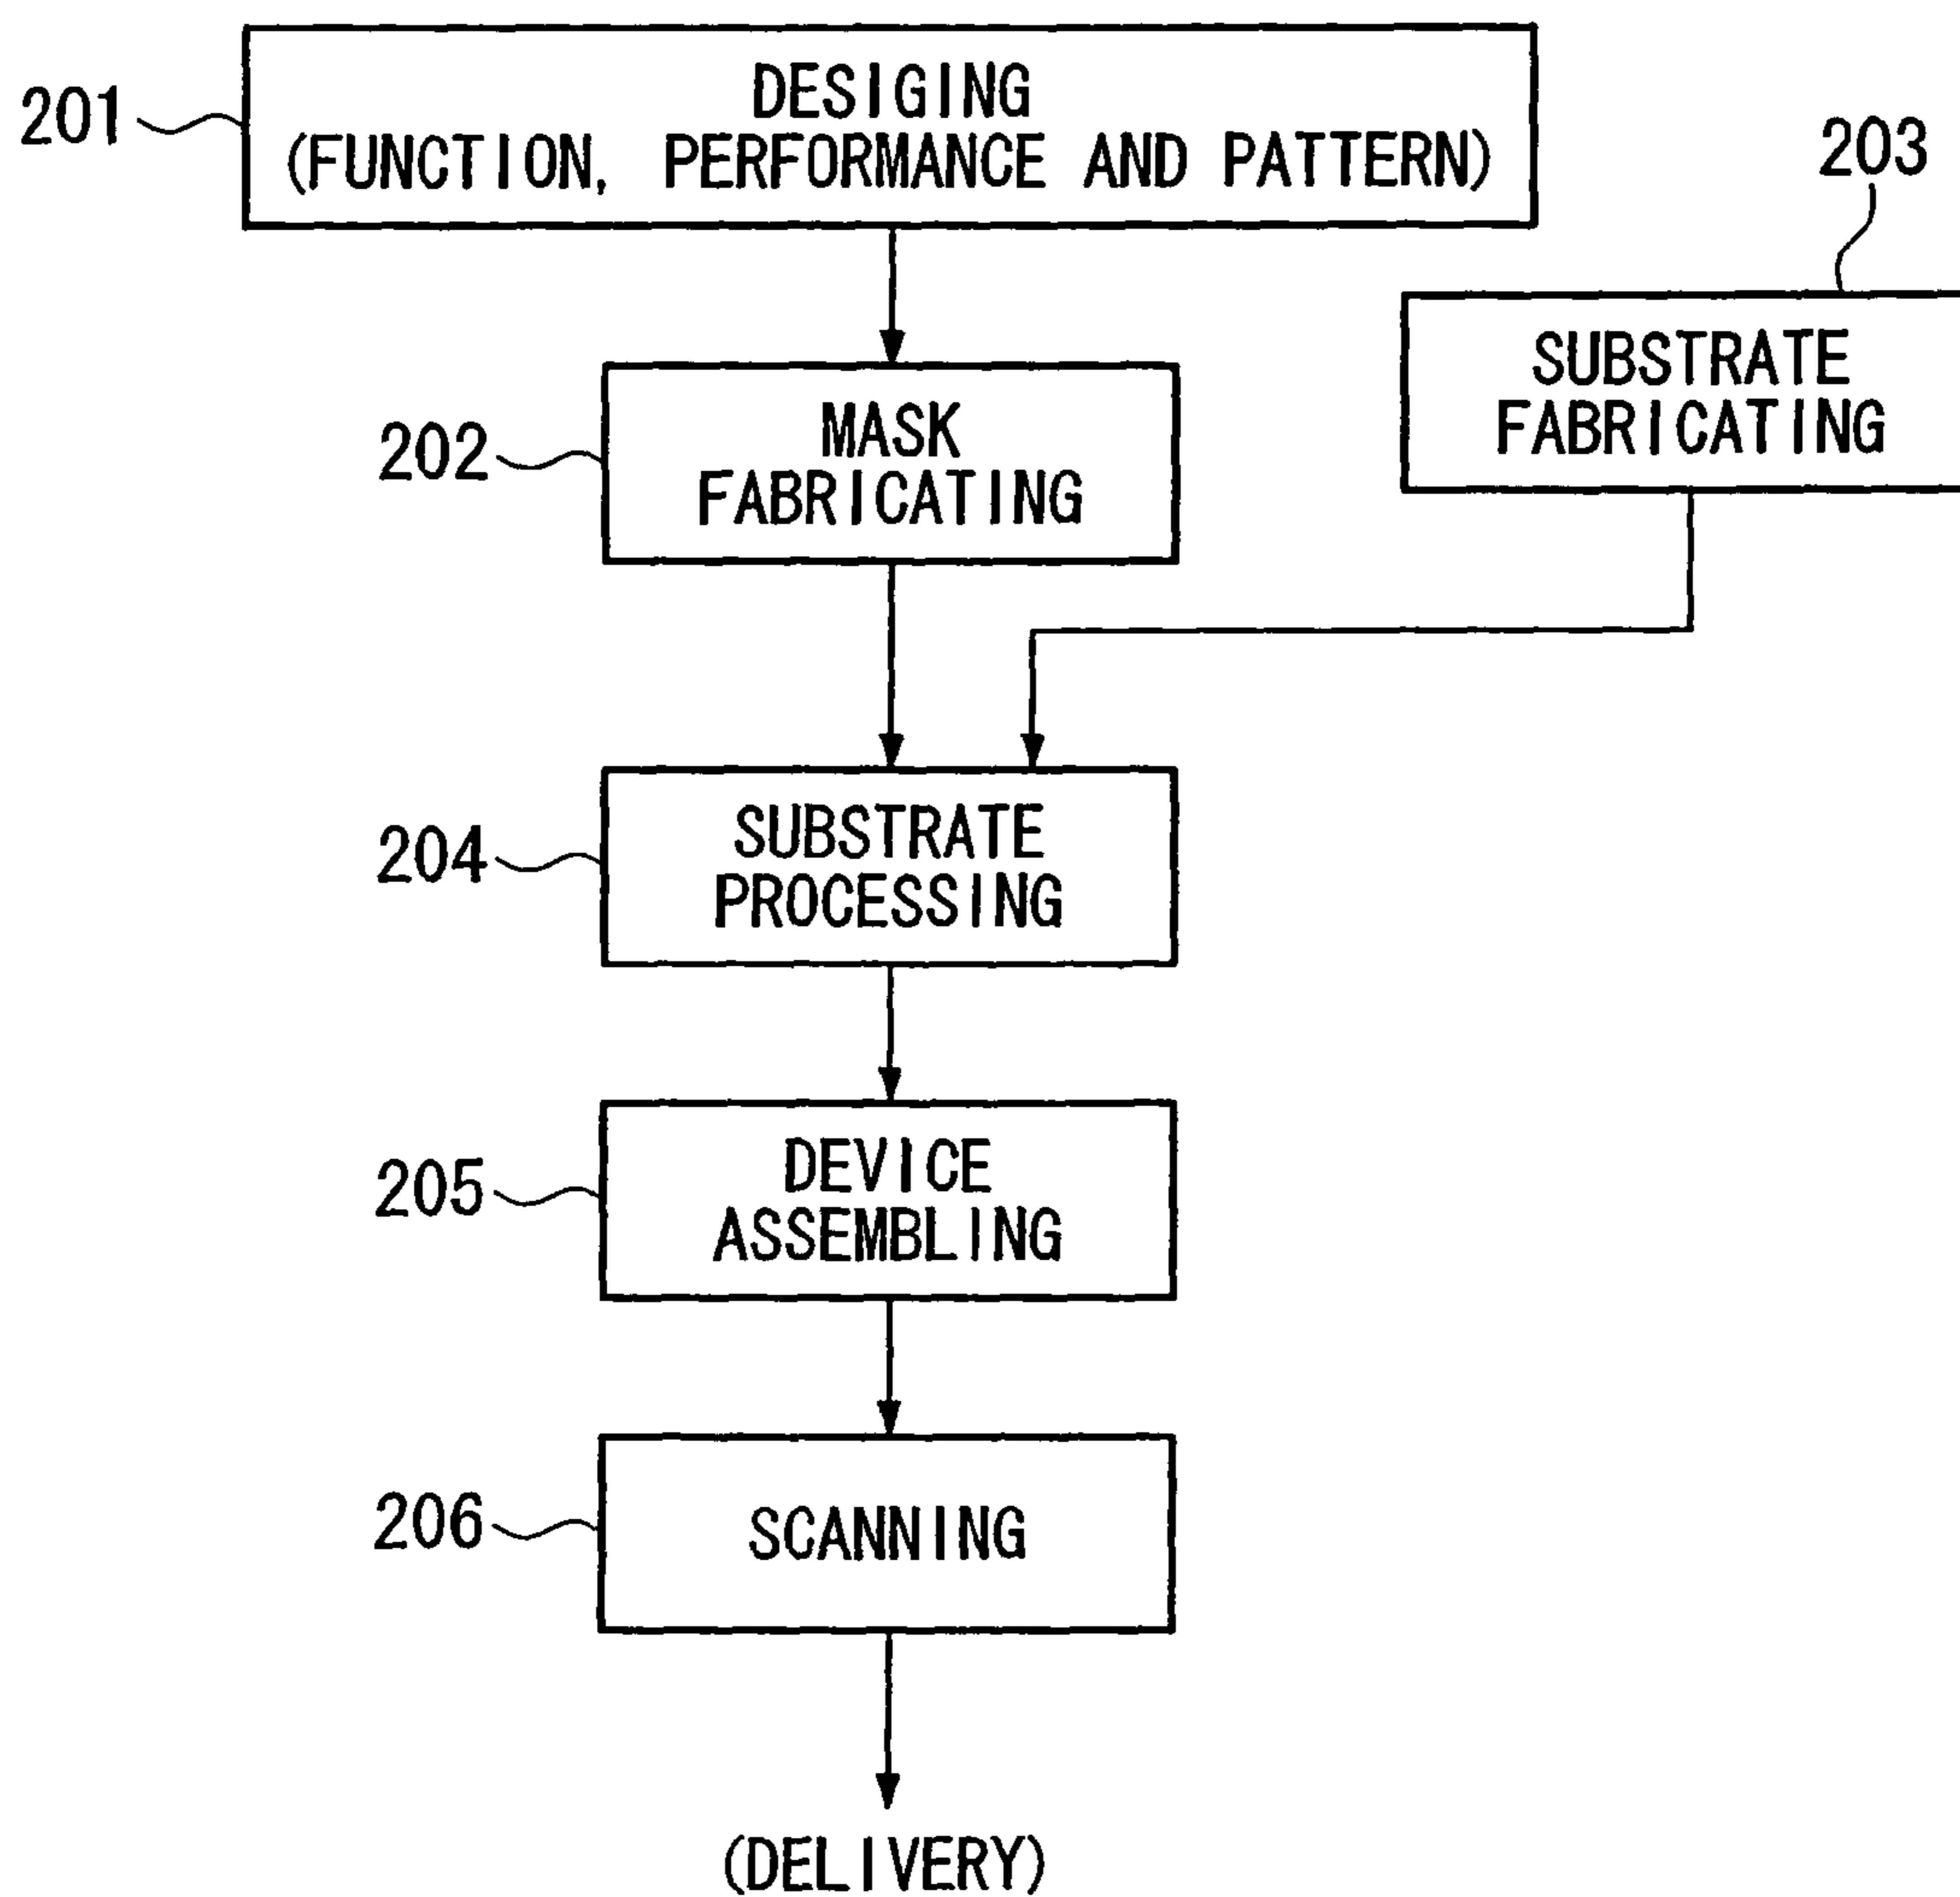 201
DESIGING
(FUNCTION, PERFORMANCE AND PATTERN)
203
SUBSTRATE
FABRICATING
202
MASK
FABRICATING
204
SUBSTRATE
PROCESSING
205
DEVICE
ASSEMBLING
206
SCANNING
(DELIVERY)